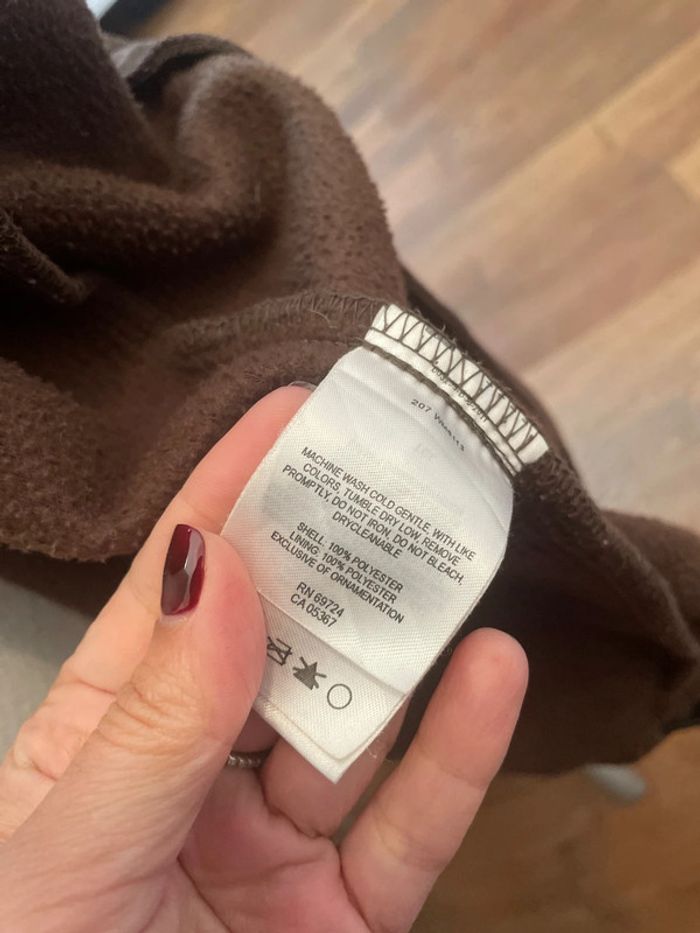 207
MACHINE WASH COLD GENTLE, WITH LIKE
COLORS, TUMBLE DRY LOW, REMOVE
PROMPTLY, DO NOT IRON, DO NOT BLEACH,
DRYCLEANABLE
SHELL: 100% POLYESTER
LINING: 100% POLYESTER
EXCLUSIVE OF ORNAMENTATION
RN 69724
CA 05367